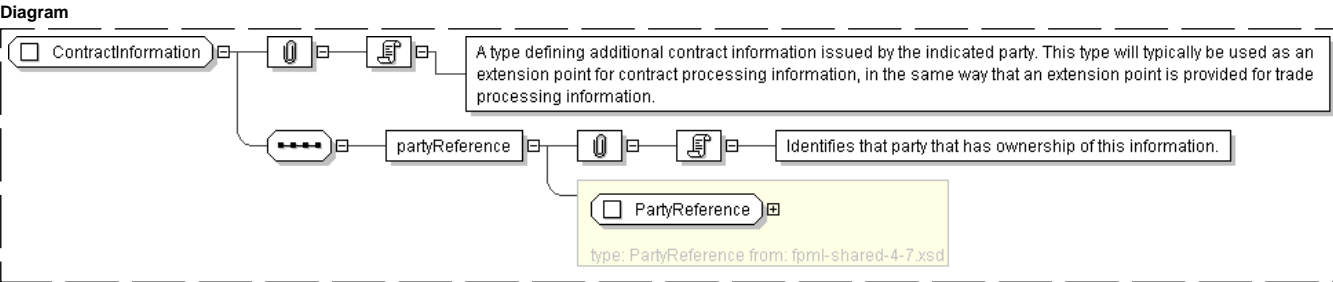 Diagram
ContractInformation
A type defining additional contract information issued by the indicated party. This type will typically be used as an
extension point for contract processing information, in the same way that an extension point is provided for trade
processing information.
partyReference
Identifies that party that has ownership of this information.
PartyReference
type: PartyReference from: fpml-shared-4-7.xsd